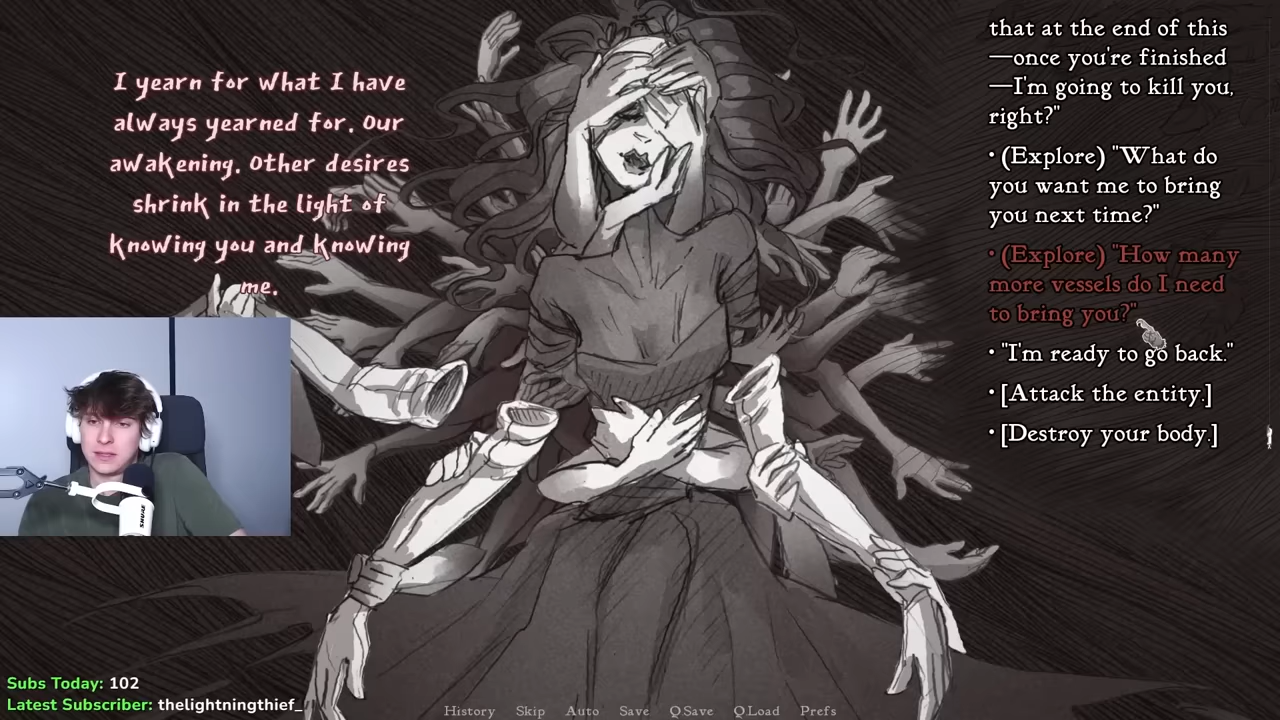 I yearn for what I have
always yearned for. Our
awakening. Other desires
shrink in the light of
knowing you and knowing
me.
that at the end of this
—once you're finished
—I'm going to kill you,
right?"
• (Explore) "What do
you want me to bring
you next time?"
• (Explore) "How many
more vessels do I need
to bring you?"
• "I'm ready to go back."
• [Attack the entity.]
• [Destroy your body.]
SHURE
Subs Today: 102
Latest Subscriber: thelightningthief_
History Skip Auto Save Q.Save Q.Load Prefs